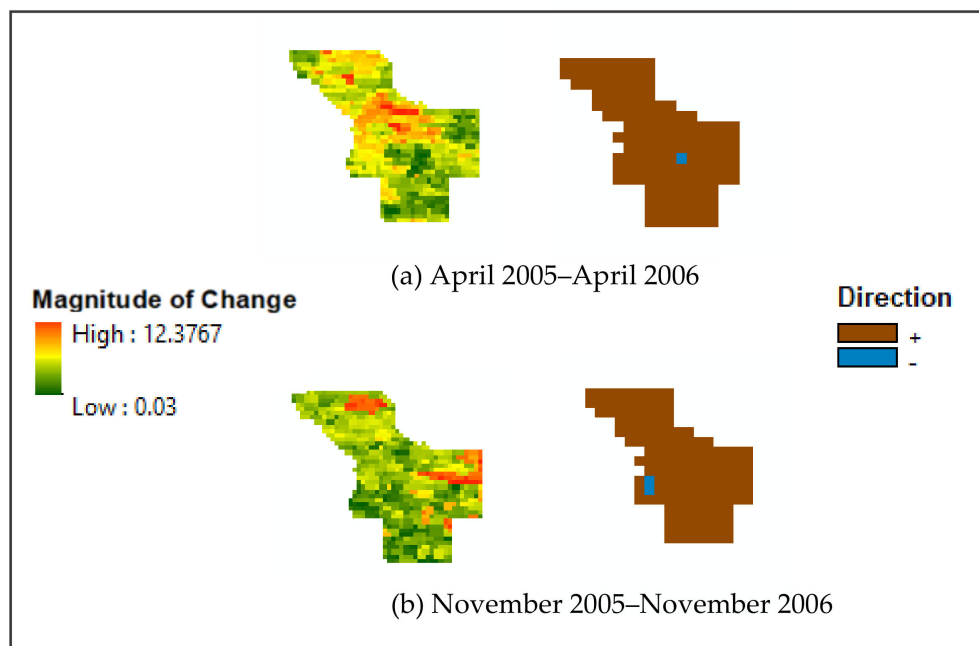 (a) April 2005–April 2006
Magnitude of Change
High : 12.3767
Low : 0.03
Direction
+
-
(b) November 2005–November 2006